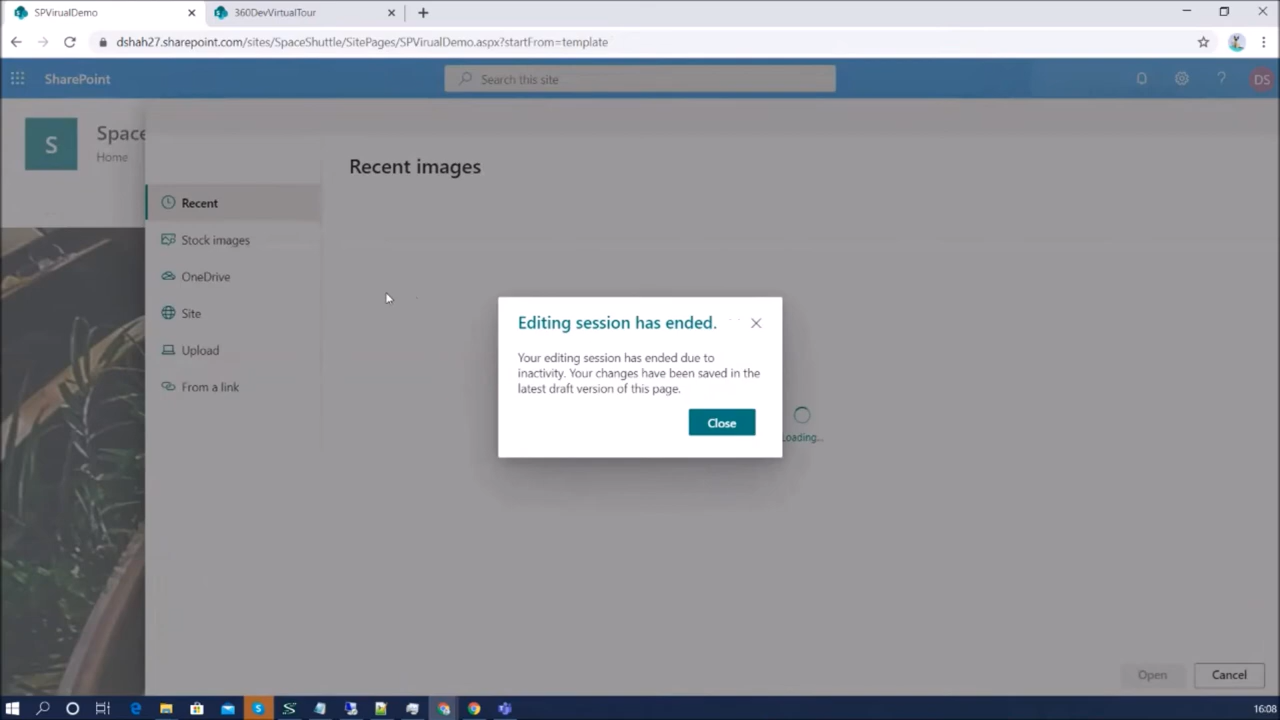 SPVirualDemo
360DevVirtualTour
dshah27.sharepoint.com/sites/SpaceShuttle/SitePages/SPVirualDemo.aspx?startFrom=template
SharePoint
Search this site
?
DS
S
Space
Home
Recent images
Recent
Stock images
OneDrive
Site
Upload
From a link
Editing session has ended.
Your editing session has ended due to
inactivity. Your changes have been saved in the
latest draft version of this page.
Close
Loading...
Open
Cancel
16:08